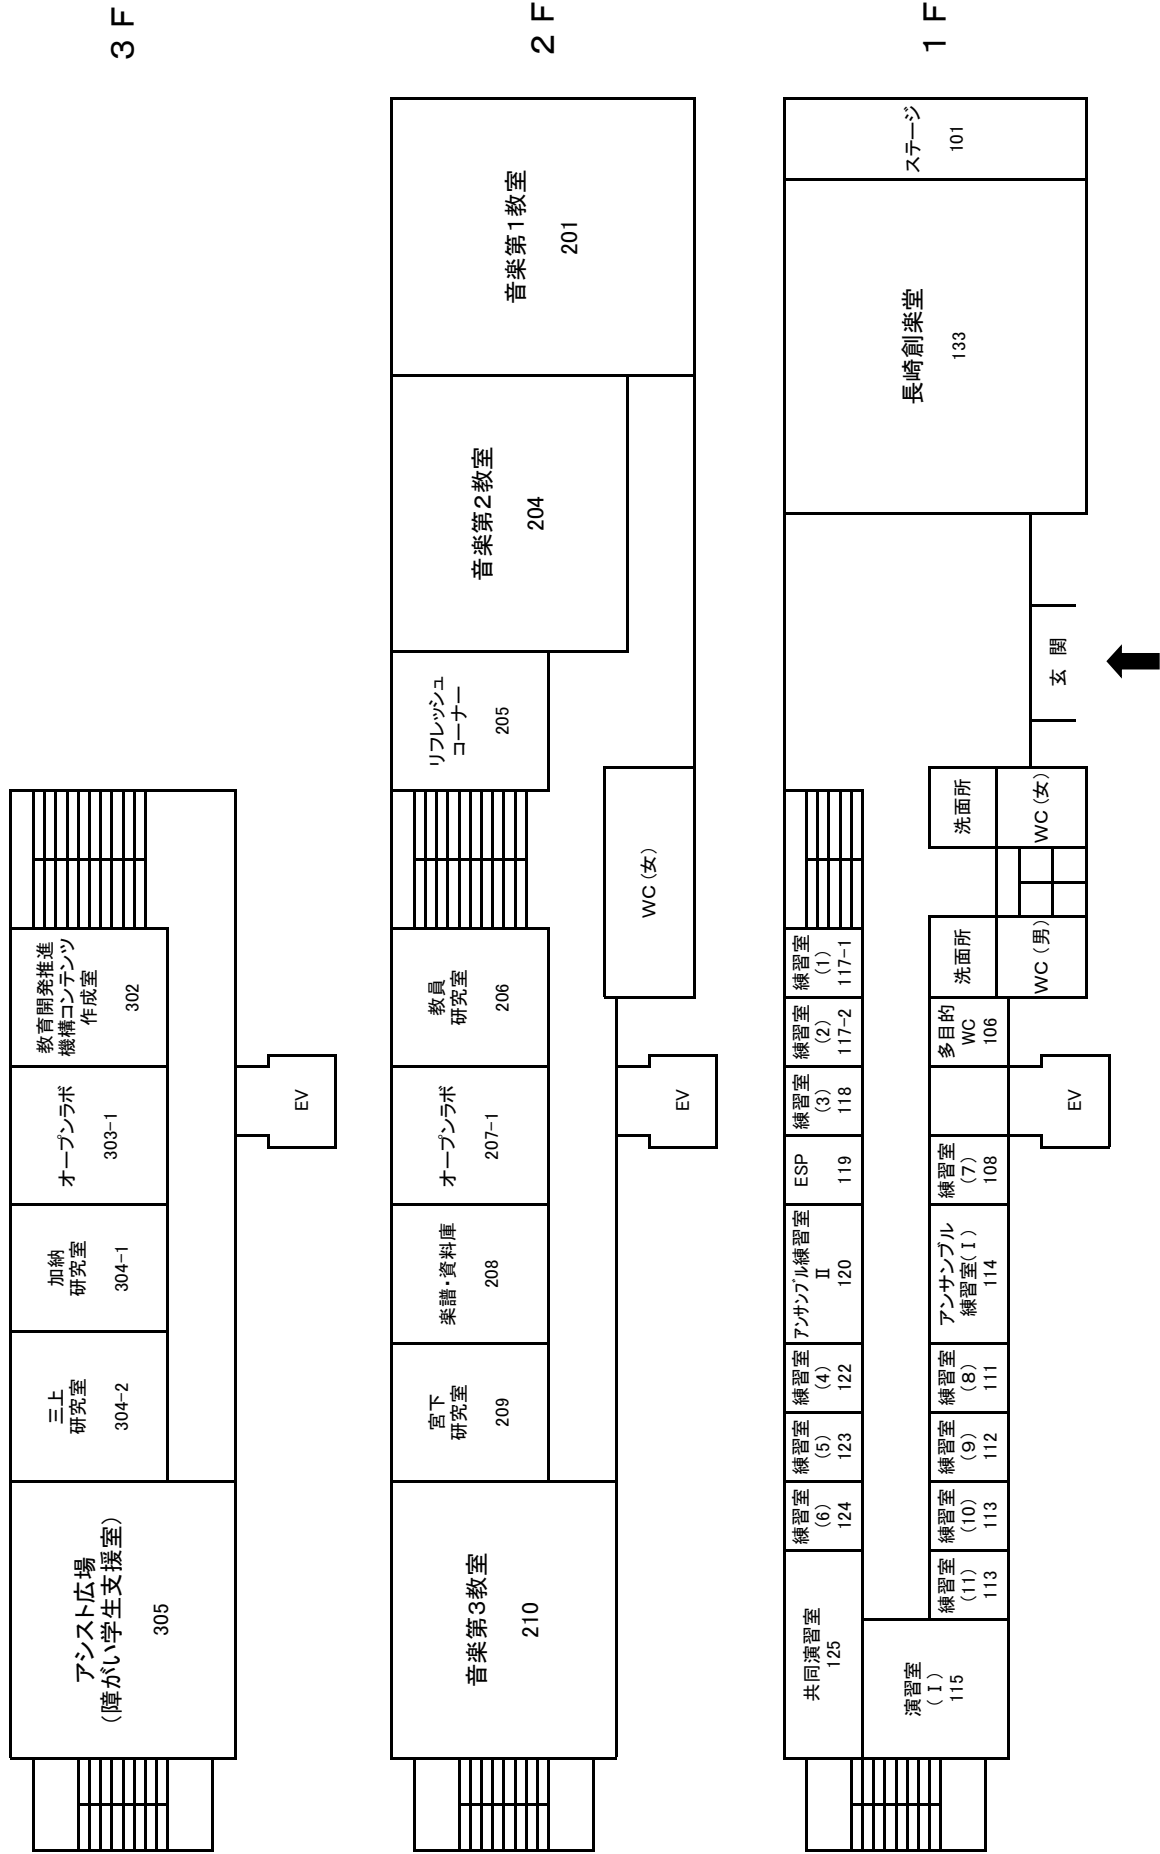 3F
アシスト広場
(障がい学生支援室)
305
三上
研究室
304-2
加納
研究室
304-1
オープンラボ
303-1
教育開発推進
機構コンテンツ
作成室
302
EV
2F
音楽第3教室
210
宮下
研究室
209
楽譜・資料庫
208
オープンラボ
207-1
教員
研究室
206
リフレッシュ
コーナー
205
音楽第2教室
204
音楽第1教室
201
EV
WC(女)
1F
共同演習室
125
練習室
(6)
124
練習室
(5)
123
練習室
(4)
122
アンサンブル練習室
Ⅱ
120
ESP
119
練習室
(3)
118
練習室
(2)
117-2
練習室
(1)
117-1
長崎創楽堂
133
ステージ
101
演習室
(Ⅰ)
115
練習室
(11)
113
練習室
(10)
113
練習室
(9)
112
練習室
(8)
111
アンサンブル
練習室(Ⅰ)
114
練習室
(7)
108
多目的
WC
106
洗面所
洗面所
WC(男)
WC(女)
EV
玄関